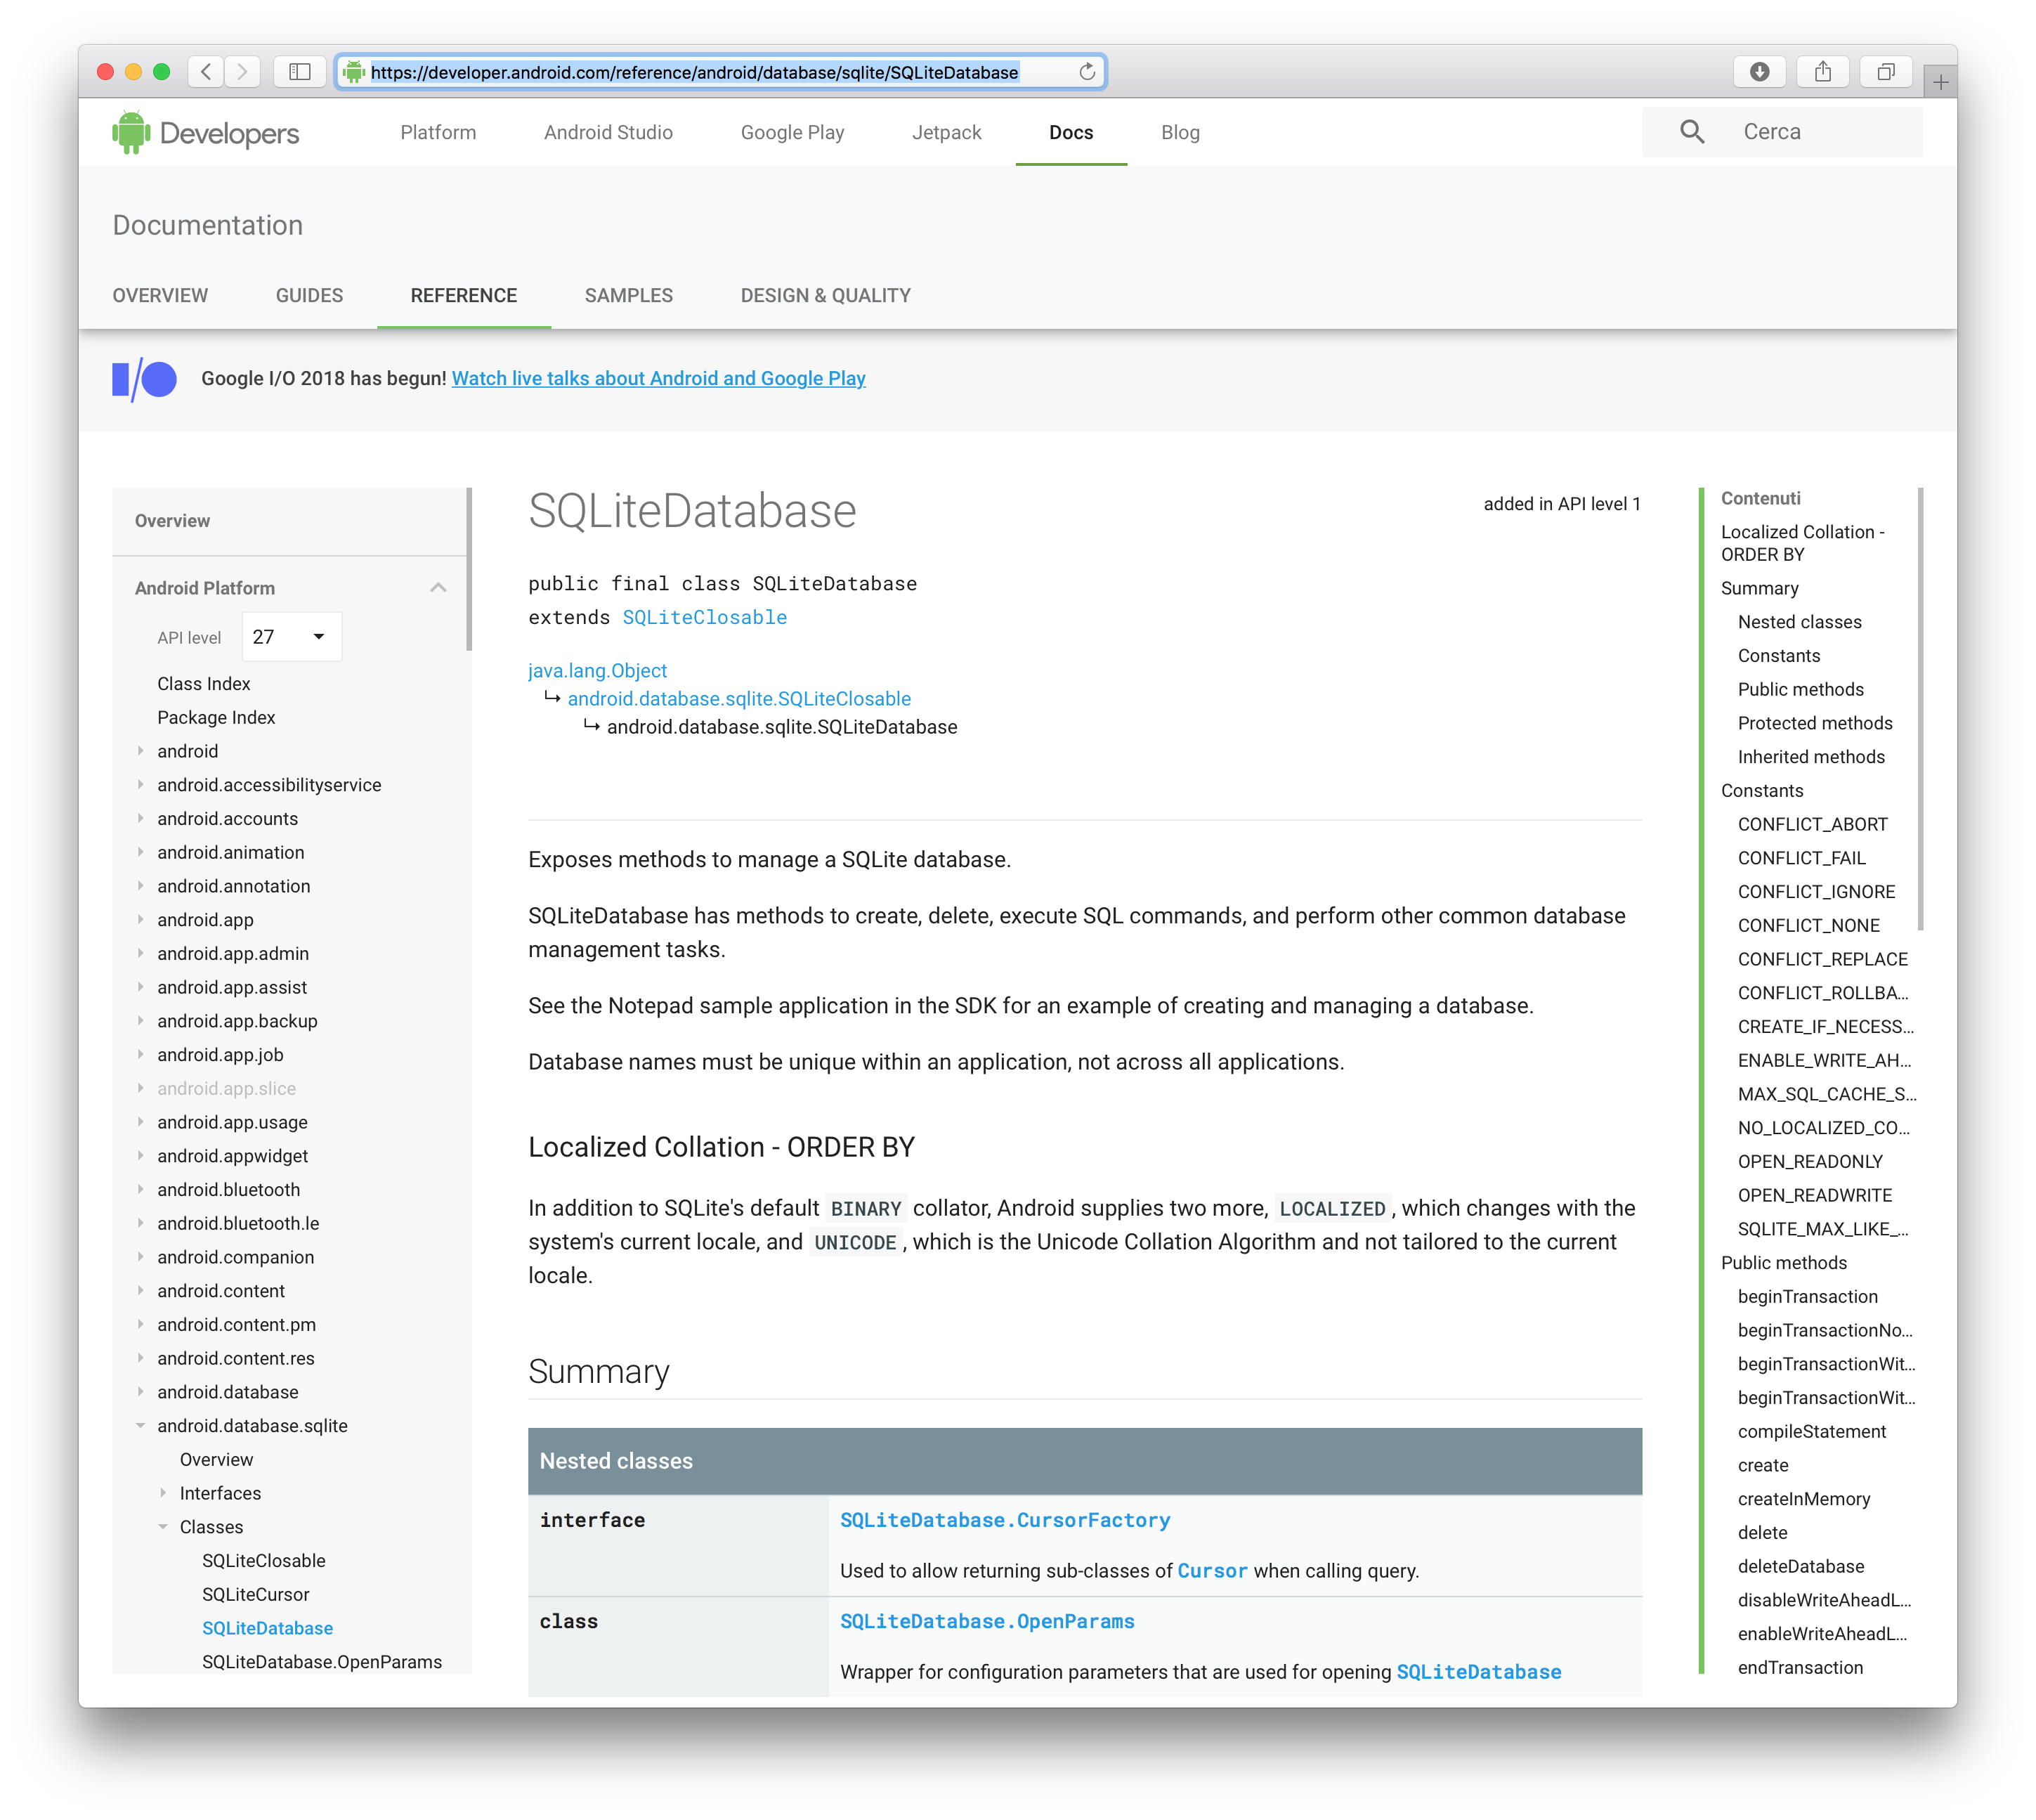 https://developer.android.com/reference/android/database/sqlite/SQLiteDatabase
Developers
Platform
Android Studio
Google Play
Jetpack
Docs
Blog
Cerca
Documentation
OVERVIEW
GUIDES
REFERENCE
SAMPLES
DESIGN & QUALITY
Google I/O 2018 has begun! Watch live talks about Android and Google Play
Overview
Android Platform
API level
27
Class Index
Package Index
android
android.accessibilityservice
android.accounts
android.animation
android.annotation
android.app
android.app.admin
android.app.assist
android.app.backup
android.app.job
android.app.slice
android.app.usage
android.appwidget
android.bluetooth
android.bluetooth.le
android.companion
android.content
android.content.pm
android.content.res
android.database
android.database.sqlite
Overview
Interfaces
Classes
SQLiteClosable
SQLiteCursor
SQLiteDatabase
SQLiteDatabase.OpenParams
SQLiteDatabase
added in API level 1
public final class SQLiteDatabase
extends SQLiteClosable
java.lang.Object
↳ android.database.sqlite.SQLiteClosable
↳ android.database.sqlite.SQLiteDatabase
Exposes methods to manage a SQLite database.
SQLiteDatabase has methods to create, delete, execute SQL commands, and perform other common database
management tasks.
See the Notepad sample application in the SDK for an example of creating and managing a database.
Database names must be unique within an application, not across all applications.
Localized Collation - ORDER BY
In addition to SQLite's default BINARY collator, Android supplies two more, LOCALIZED, which changes with the
system's current locale, and UNICODE, which is the Unicode Collation Algorithm and not tailored to the current
locale.
Summary
Nested classes
interface
SQLiteDatabase.CursorFactory
Used to allow returning sub-classes of Cursor when calling query.
class
SQLiteDatabase.OpenParams
Wrapper for configuration parameters that are used for opening SQLiteDatabase
Contenuti
Localized Collation -
ORDER BY
Summary
Nested classes
Constants
Public methods
Protected methods
Inherited methods
Constants
CONFLICT_ABORT
CONFLICT_FAIL
CONFLICT_IGNORE
CONFLICT_NONE
CONFLICT_REPLACE
CONFLICT_ROLLBA...
CREATE_IF_NECESS...
ENABLE_WRITE_AH...
MAX_SQL_CACHE_S...
NO_LOCALIZED_CO...
OPEN_READONLY
OPEN_READWRITE
SQLITE_MAX_LIKE_...
Public methods
beginTransaction
beginTransactionNo...
beginTransactionWit...
beginTransactionWit...
compileStatement
create
createInMemory
delete
deleteDatabase
disableWriteAheadL...
enableWriteAheadL...
endTransaction